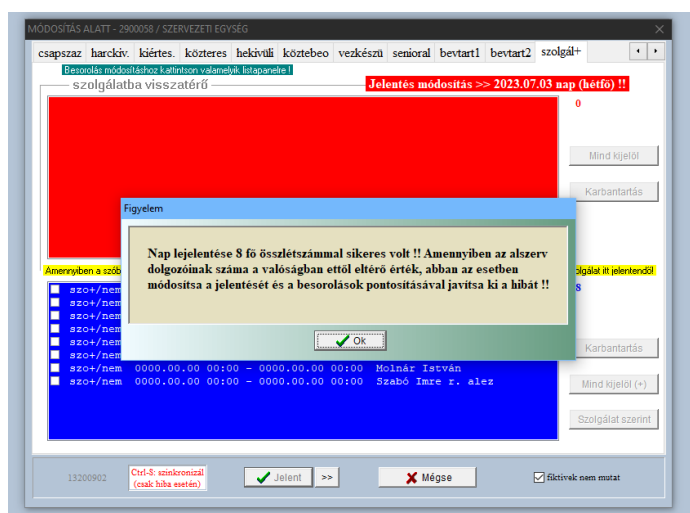 MÓDOSÍTÁS ALATT - 2900058 / SZERVEZETI EGYSÉG
csapszaz harckív. kiértes. közteres hekivüli köztebeo vezkészü senioral bevtart1 bevtart2 szolgál+
Besorolás módosításhoz kattintson valamelyik listapanelre !
szolgálatba visszatérő
Jelentés módosítás >> 2023.07.03 nap (hétfő) !!
0
Mind kijelöl
Karbantartás
Figyelem
Nap lejelentése 8 fő összlétszámmal sikeres volt !! Amennyiben az alszerv
dolgozóinak száma a valóságban ettől eltérő érték, abban az esetben
módosítsa a jelentését és a besorolások pontosításával javítsa ki a hibát !!
Ok
Amennyiben a szób
olgálat itt jelentendő!
8
szo+/nem
szo+/nem
szo+/nem
szo+/nem
szo+/nem
szo+/nem
szo+/nem 0000.00.00 00:00 - 0000.00.00 00:00 Molnár István
szo+/nem 0000.00.00 00:00 - 0000.00.00 00:00 Szabó Imre r. alez
Karbantartás
Mind kijelöl (+)
Szolgálat szerint
13200902
Ctrl-S: szinkronizál
(csak hiba esetén)
Jelent
>>
Mégse
fiktívek nem mutat